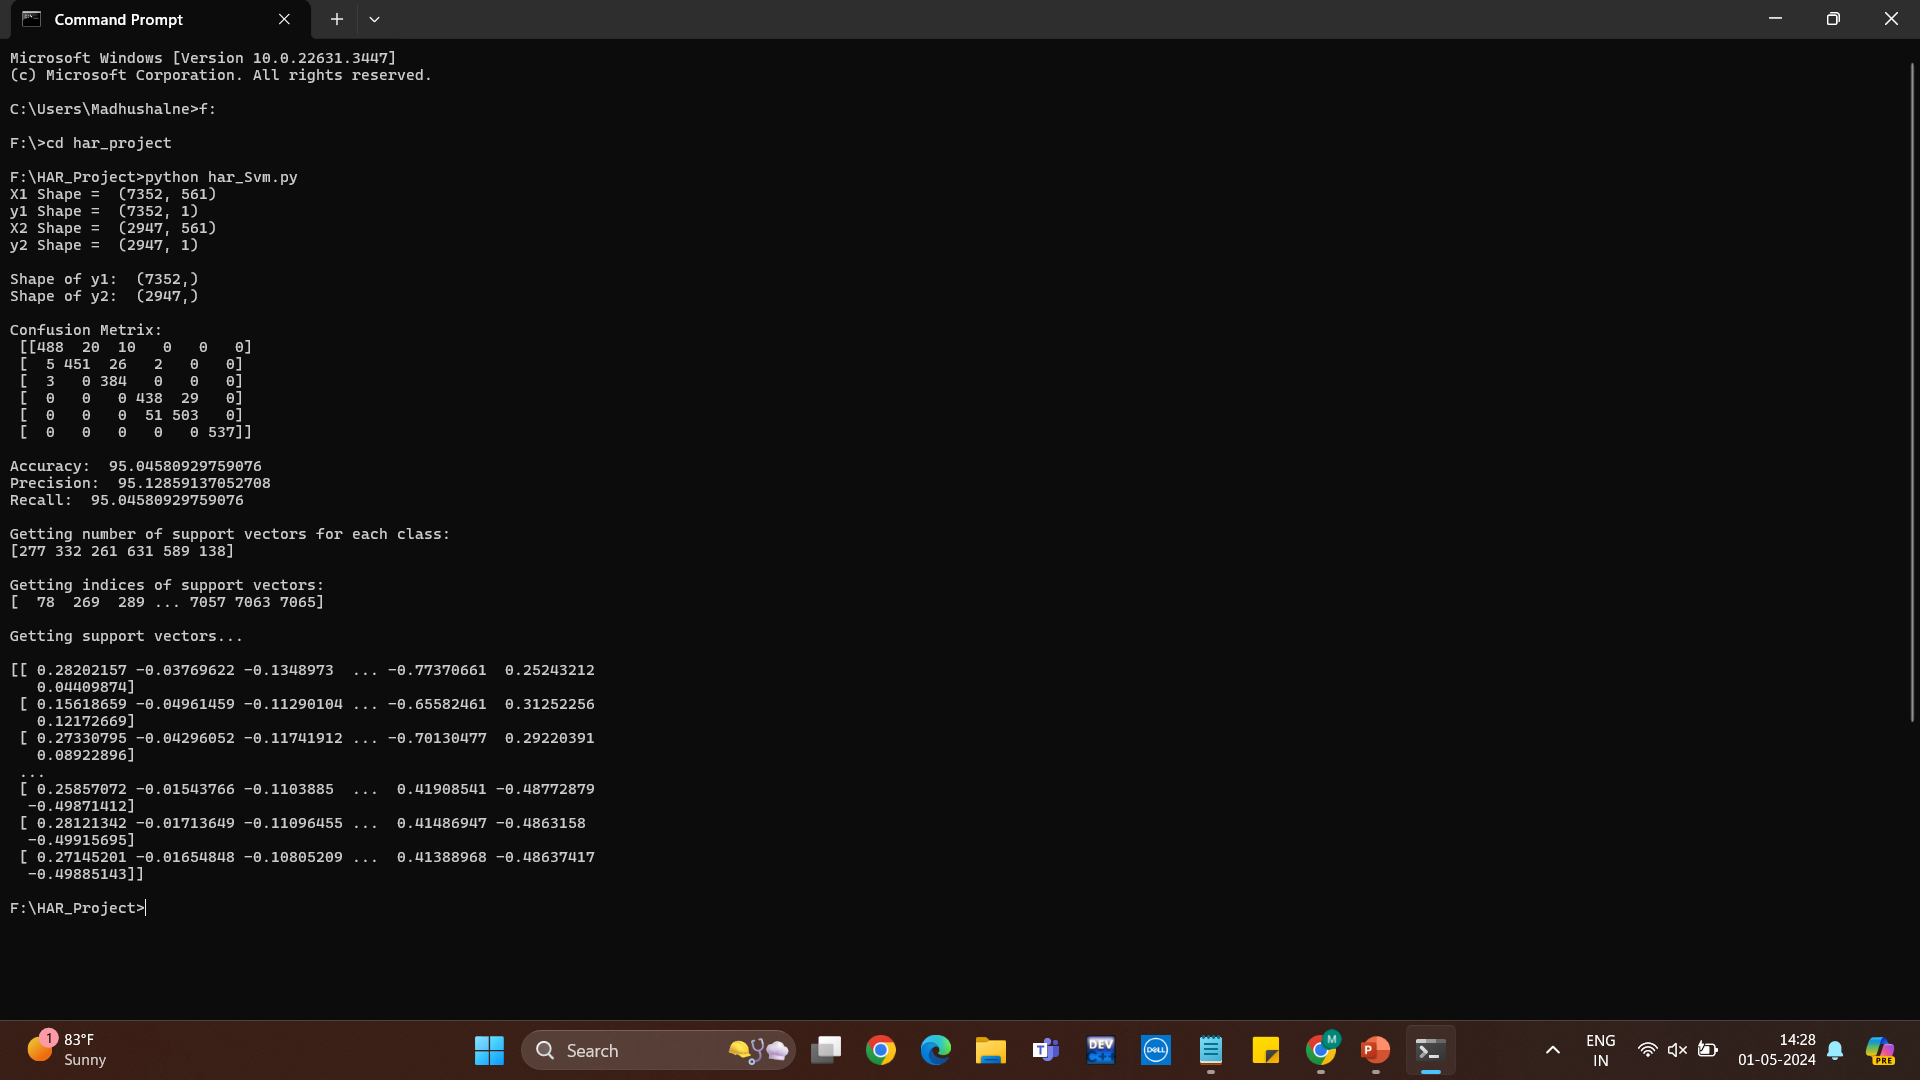 Command Prompt
Microsoft Windows [Version 10.0.22631.3447]
(c) Microsoft Corporation. All rights reserved.
C:\Users\Madhushalne>f:
F:\>cd har_project
F:\HAR_Project>python har_Svm.py
X1 Shape =  (7352, 561)
y1 Shape =  (7352, 1)
X2 Shape =  (2947, 561)
y2 Shape =  (2947, 1)
Shape of y1:  (7352,)
Shape of y2:  (2947,)
Confusion Metrix:
 [[488  20  10   0   0   0]
 [  5 451  26   2   0   0]
 [  3   0 384   0   0   0]
 [  0   0   0 438  29   0]
 [  0   0   0  51 503   0]
 [  0   0   0   0   0 537]]
Accuracy:  95.04580929759076
Precision:  95.12859137052708
Recall:  95.04580929759076
Getting number of support vectors for each class:
[277 332 261 631 589 138]
Getting indices of support vectors:
[  78  269  289 ... 7057 7063 7065]
Getting support vectors...
[[ 0.28202157 -0.03769622 -0.1348973  ... -0.77370661  0.25243212
   0.04409874]
 [ 0.15618659 -0.04961459 -0.11290104 ... -0.65582461  0.31252256
   0.12172669]
 [ 0.27330795 -0.04296052 -0.11741912 ... -0.70130477  0.29220391
   0.08922896]
 ...
 [ 0.25857072 -0.01543766 -0.1103885  ...  0.41908541 -0.48772879
  -0.49871412]
 [ 0.28121342 -0.01713649 -0.11096455 ...  0.41486947 -0.4863158
  -0.49915695]
 [ 0.27145201 -0.01654848 -0.10805209 ...  0.41388968 -0.48637417
  -0.49885143]]
F:\HAR_Project>
1
83°F
Sunny
Search
T
DEV
C++
DELL
M
P
ENG
IN
14:28
01-05-2024
PRE